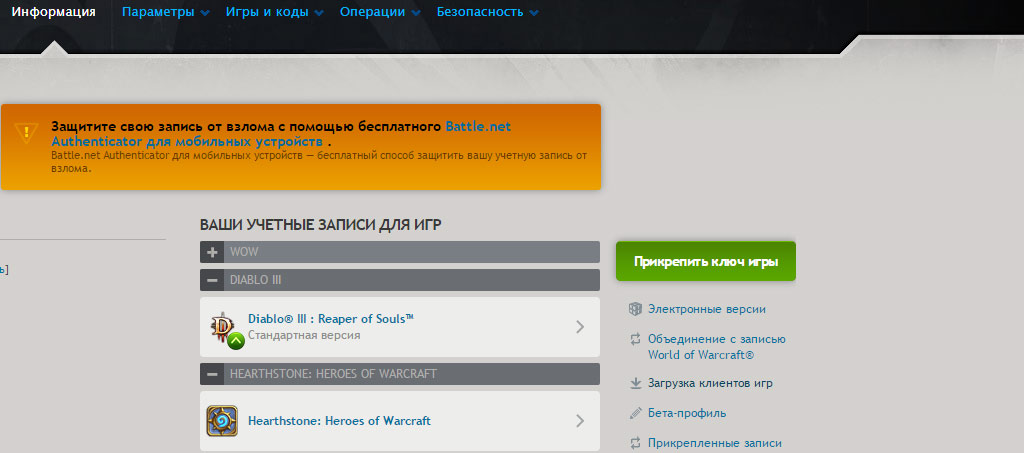 Информация Параметры Игры и коды Операции Безопасность
Защитите свою запись от взлома с помощью бесплатного Battle.net
Authenticator для мобильных устройств .
Battle.net Authenticator для мобильных устройств — бесплатный способ защитить вашу учетную запись от
взлома.
ВАШИ УЧЕТНЫЕ ЗАПИСИ ДЛЯ ИГР
WOW
DIABLO III
Diablo® III : Reaper of Souls™
Стандартная версия
HEARTHSTONE: HEROES OF WARCRAFT
Hearthstone: Heroes of Warcraft
ь]
Прикрепить ключ игры
Электронные версии
Объединение с записью
World of Warcraft®
Загрузка клиентов игр
Бета-профиль
Прикрепленные записи